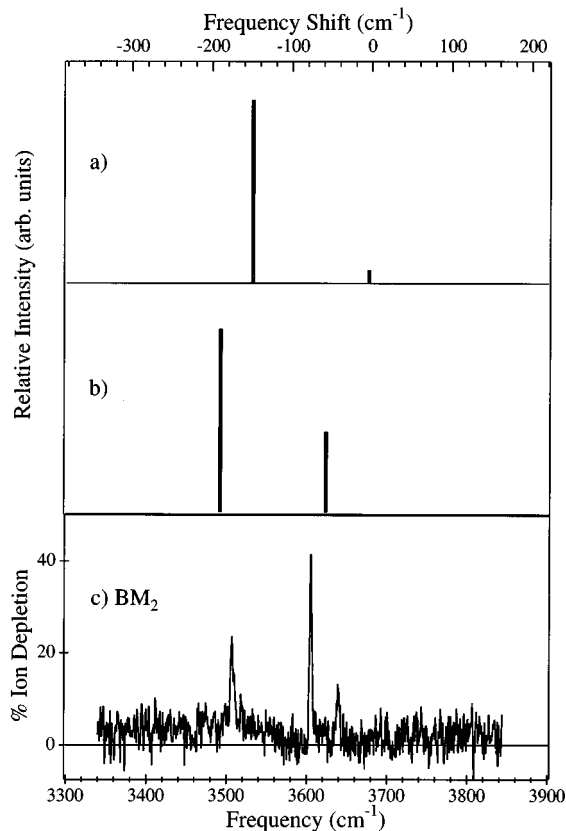 Frequency Shift (cm⁻¹)
-300 -200 -100 0 100 200
Relative Intensity (arb. units)
a)
b)
% Ion Depletion
40
20
0
c) BM₂
3300 3400 3500 3600 3700 3800 3900
Frequency (cm⁻¹)